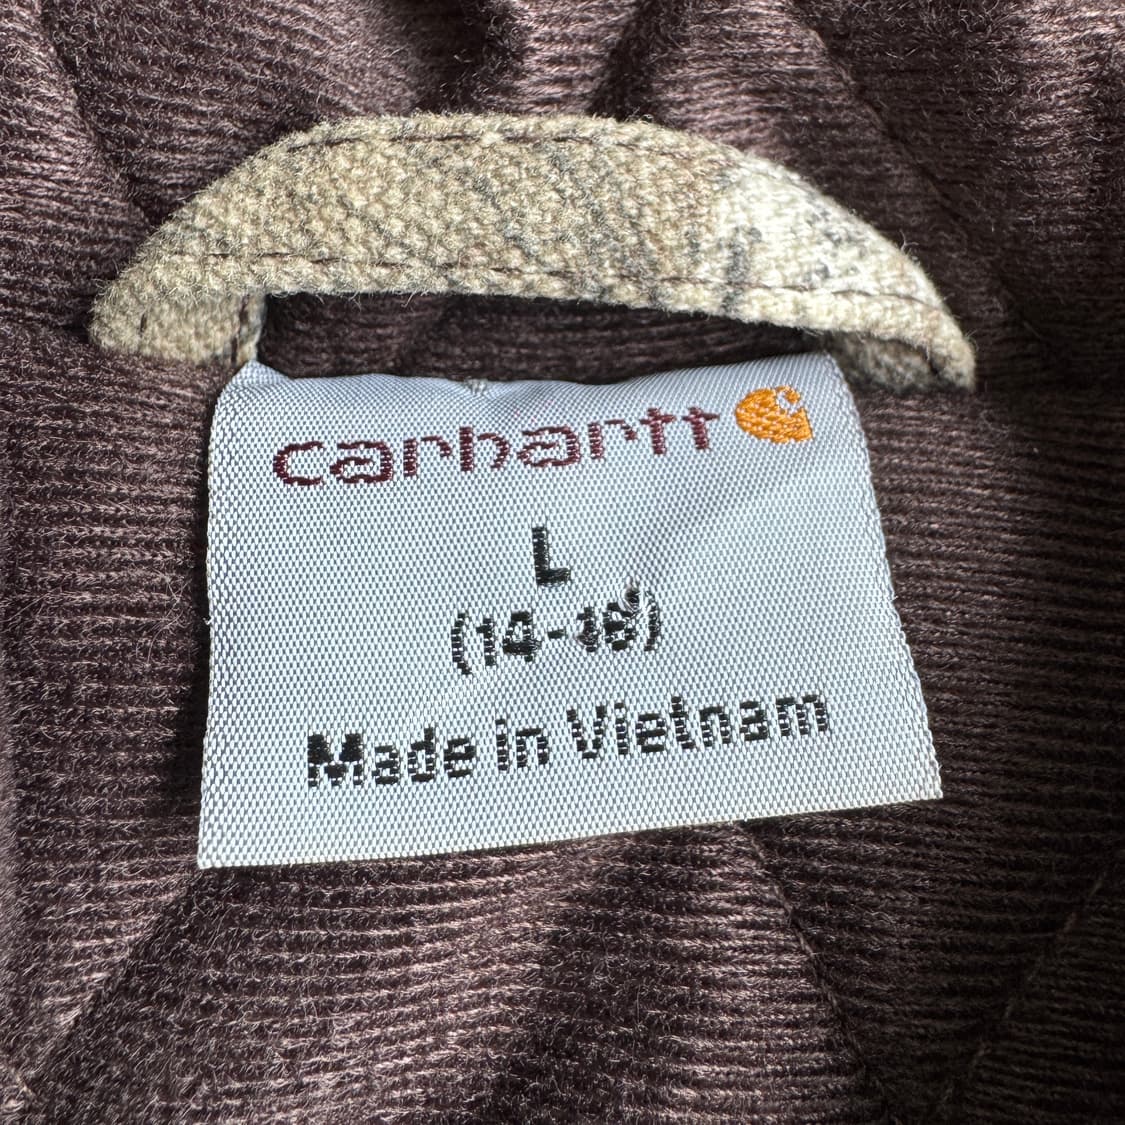 carhartt
L
(14-16)
Made in Vietnam